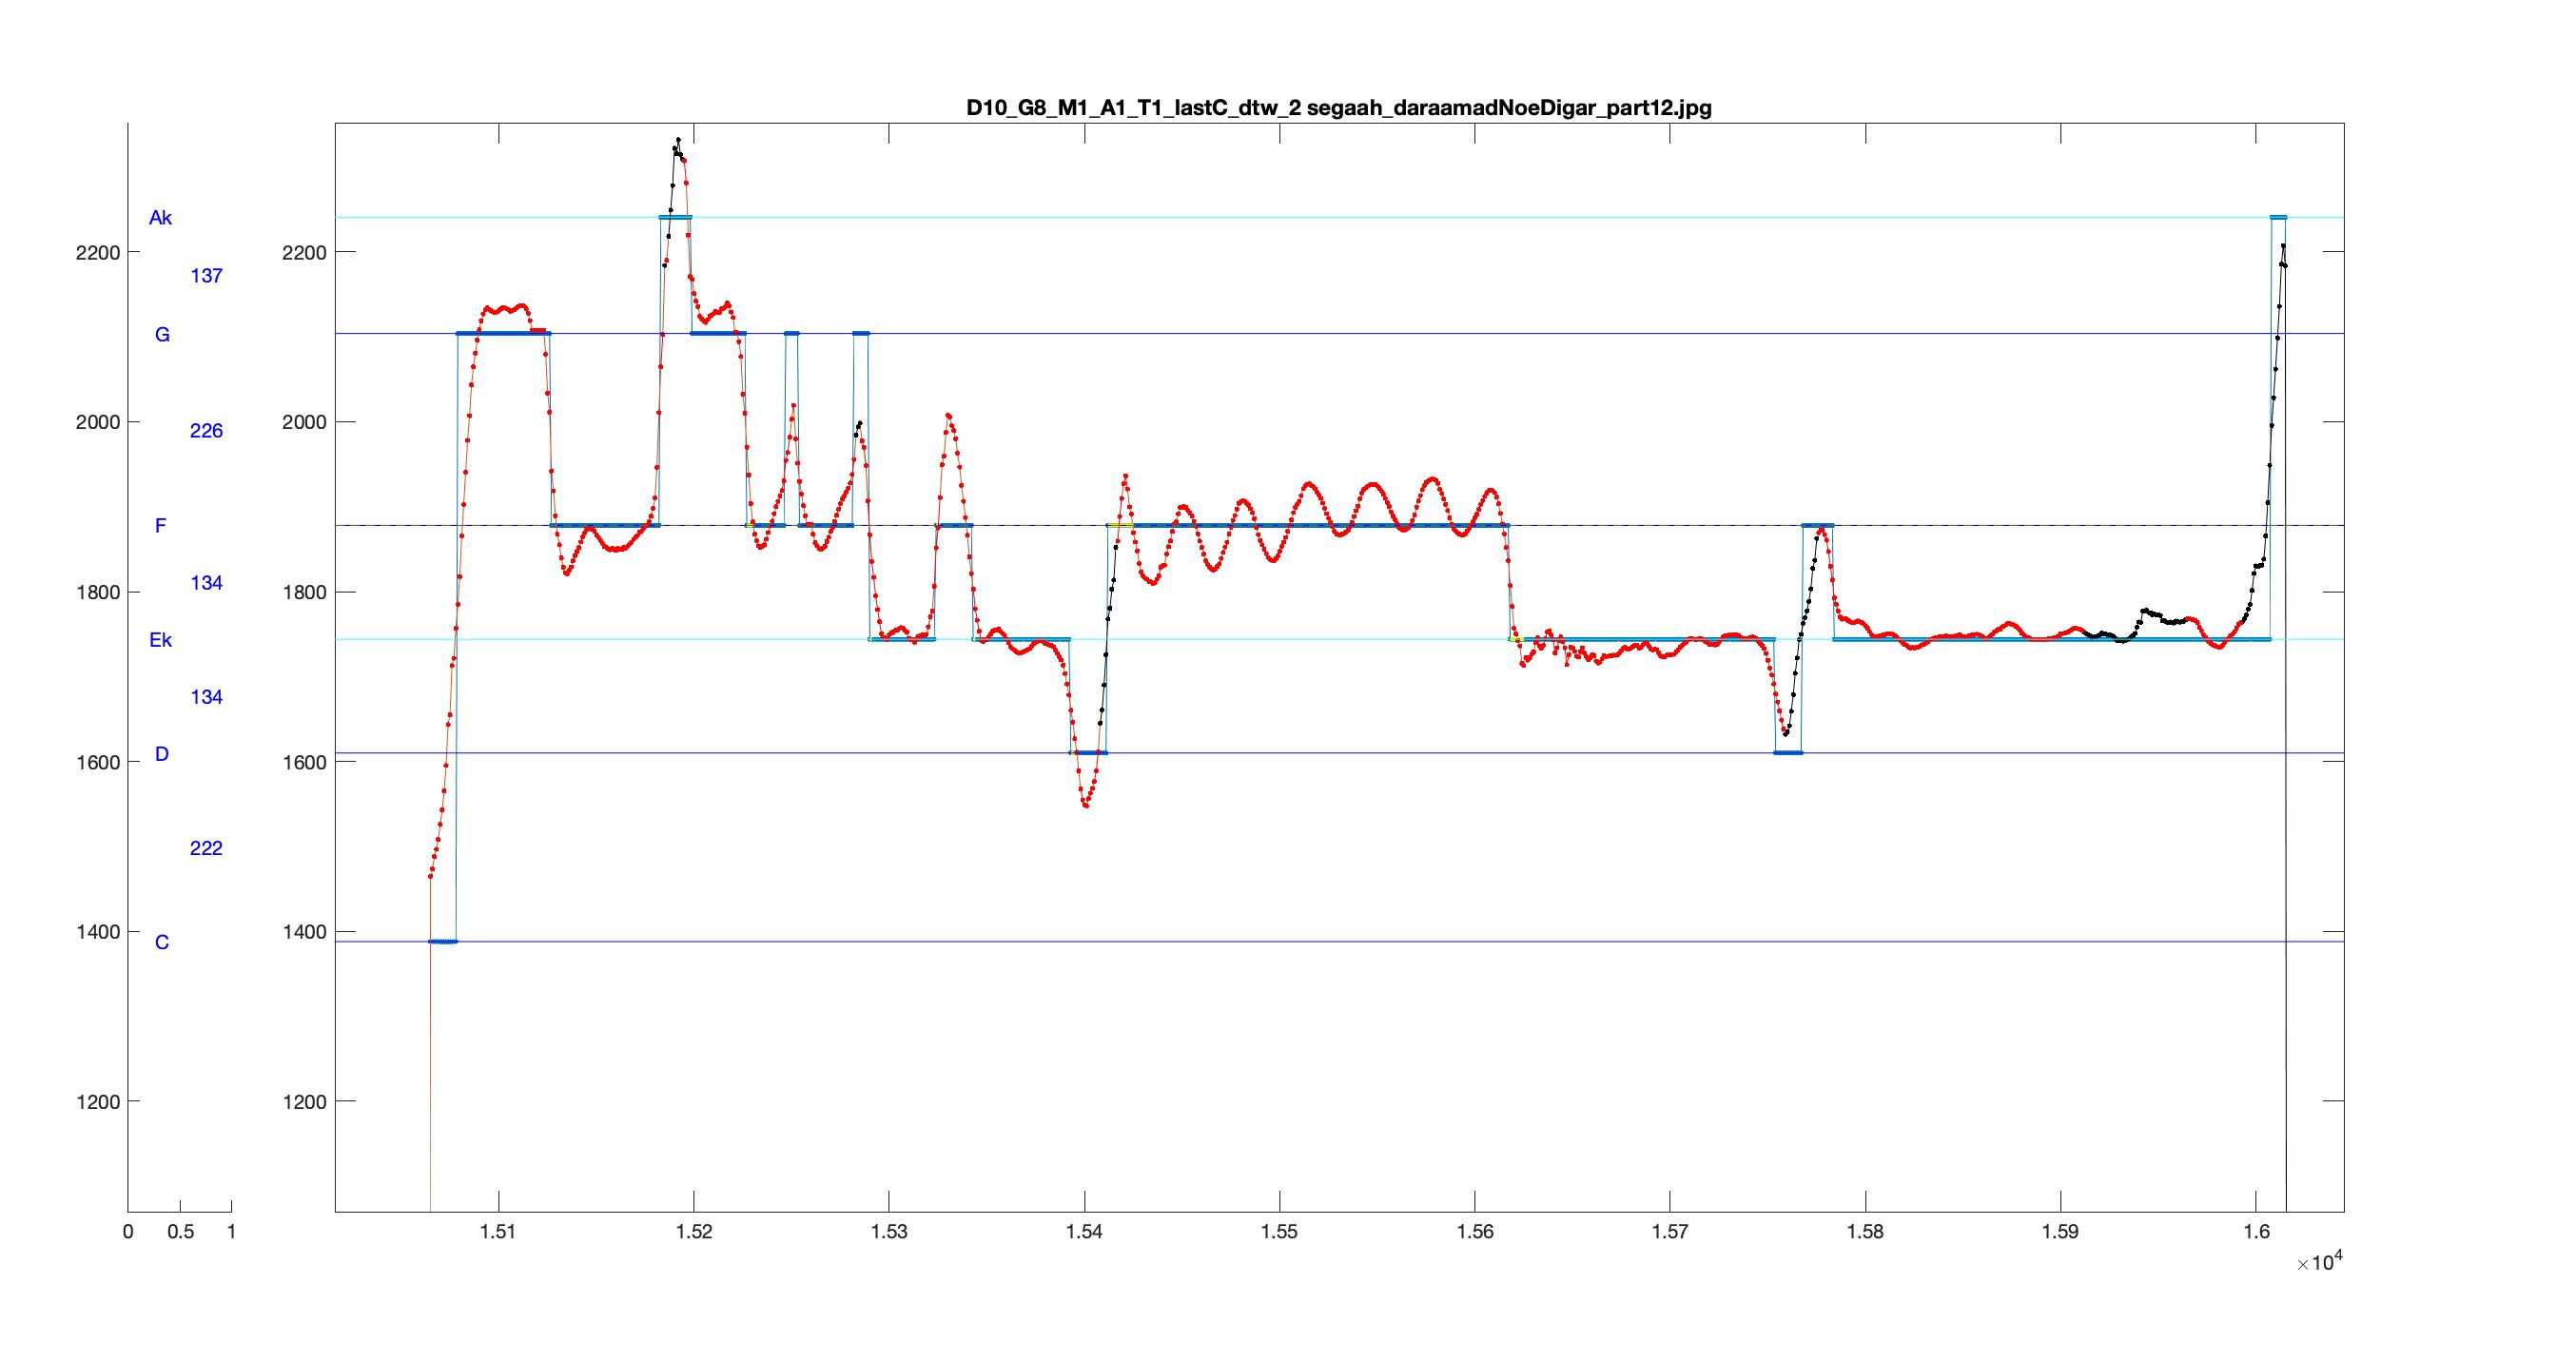 D10_G8_M1_A1_T1_lastC_dtw_2 segaah_daraamadNoeDigar_part12.jpg
Ak
2200
2200
137
G
2000
2000
226
F
1800
1800
134
Ek
134
D
1600
1600
222
1400
1400
C
1200
1200
0 0.5 1
1.51 1.52 1.53 1.54 1.55 1.56 1.57 1.58 1.59 1.6
×10⁴